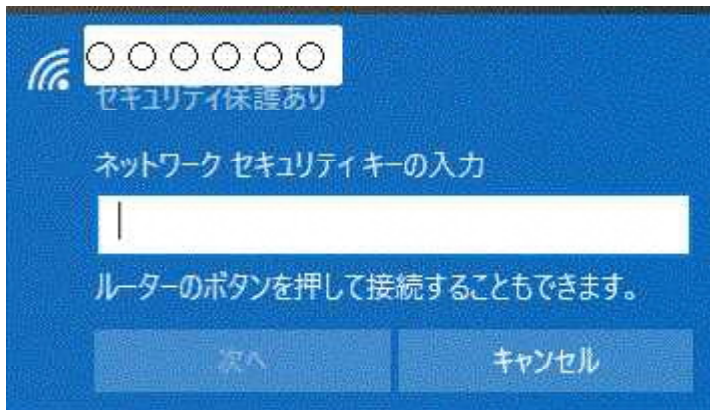 ○○○○○○
セキュリティ保護あり
ネットワーク セキュリティ キーの入力
ルーターのボタンを押して接続することもできます。
次へ
キャンセル